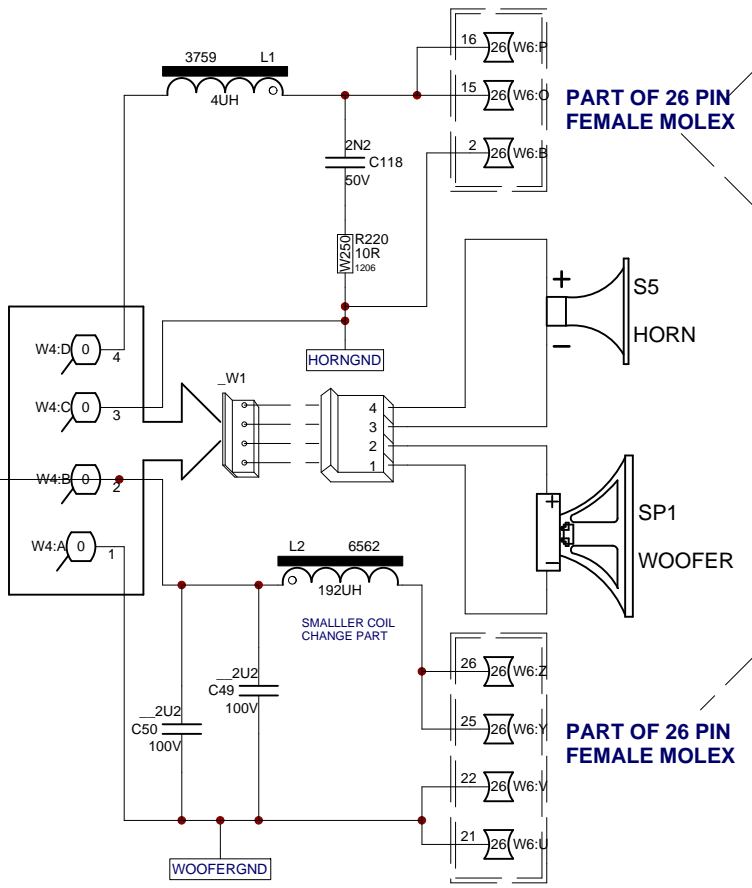 3759 L1
4UH
16 26 W6:P
15 26 W6:O
2 26 W6:B
PART OF 26 PIN
FEMALE MOLEX
2N2
C118
50V
W250
R220
10R
1206
HORNGND
+
−
S5
HORN
W4:D 0 4
W4:C 0 3
W4:B 0 2
W4:A 0 1
_W1
4
3
2
1
+
−
SP1
WOOFER
L2 6562
192UH
SMALLLER COIL
CHANGE PART
__2U2
C49
100V
__2U2
C50
100V
26 26 W6:Z
25 26 W6:Y
22 26 W6:V
21 26 W6:U
PART OF 26 PIN
FEMALE MOLEX
WOOFERGND